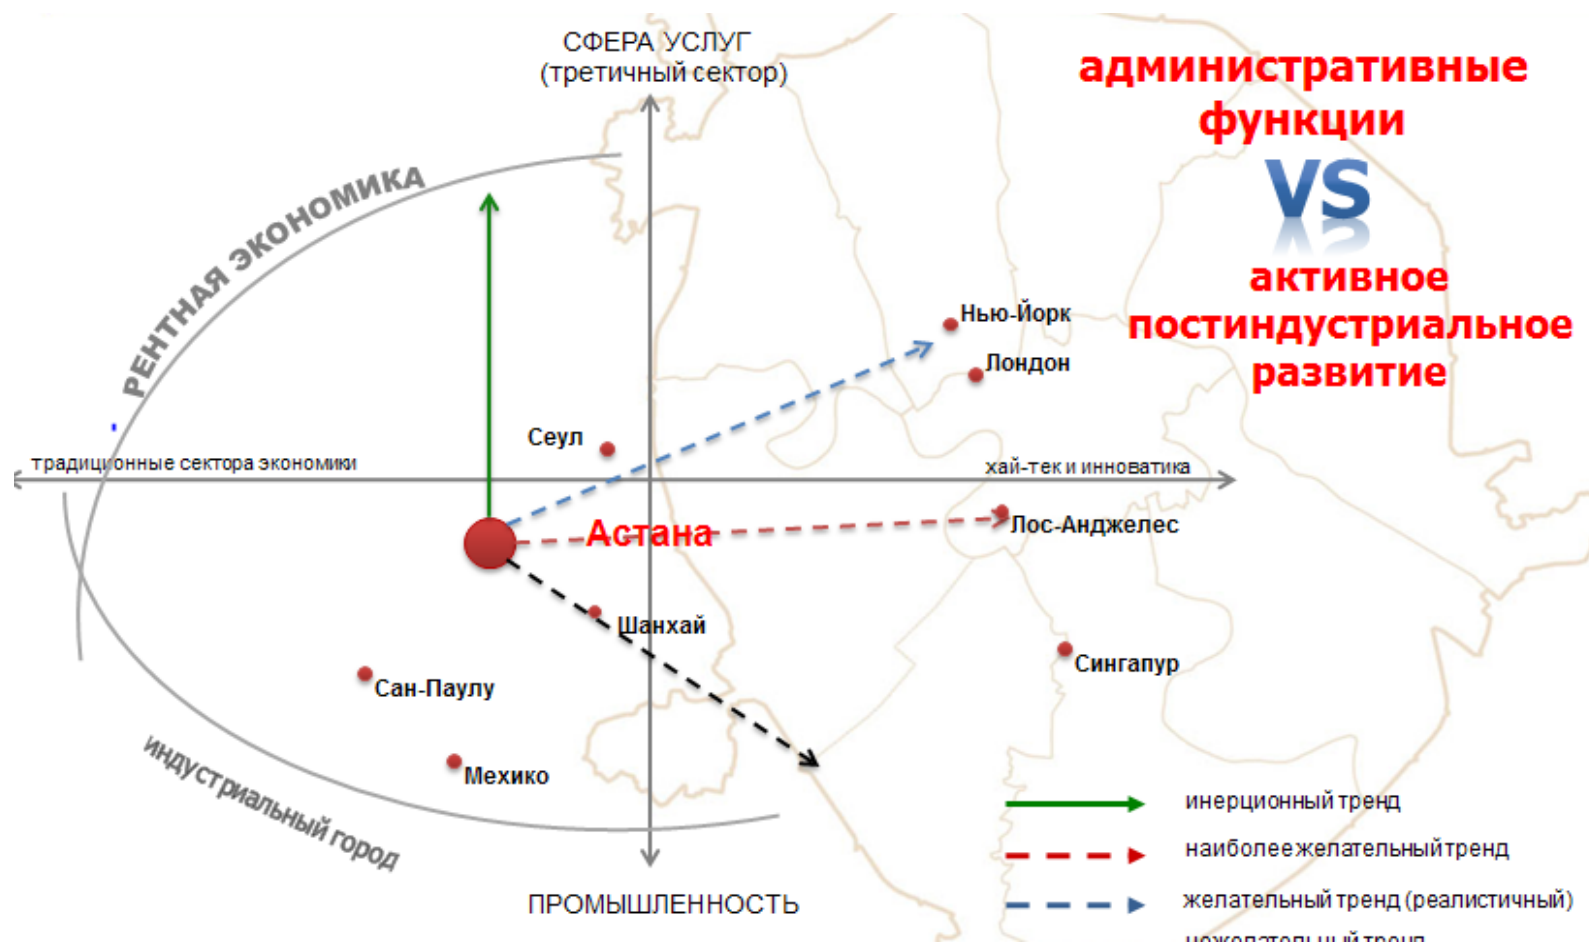 СФЕРА УСЛУГ
(третичный сектор)
административные
функции
VS
активное
постиндустриальное
развитие
РЕНТНАЯ ЭКОНОМИКА
Нью-Йорк
Лондон
Сеул
традиционные сектора экономики
хай-тек и инноватика
Астана
Лос-Анджелес
Шанхай
Сингапур
Сан-Паулу
Мехико
индустриальный город
ПРОМЫШЛЕННОСТЬ
инерционный тренд
наиболее желательный тренд
желательный тренд (реалистичный)
нежелательный тренд